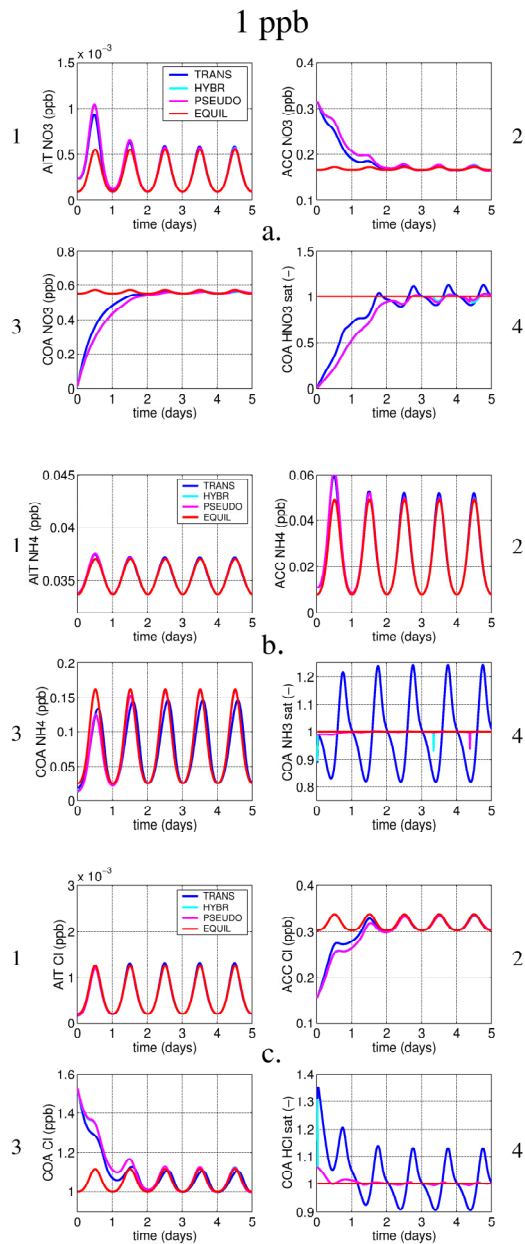 1 ppb
x 10⁻³
AIT NO3 (ppb)
1.5
1
0.5
0
0 1 2 3 4 5
time (days)
TRANS
HYBR
PSEUDO
EQUIL
1
ACC NO3 (ppb)
0.4
0.3
0.2
0.1
0 1 2 3 4 5
time (days)
2
a.
COA NO3 (ppb)
0.8
0.6
0.4
0.2
0
0 1 2 3 4 5
time (days)
3
COA HNO3 sat (−)
1.5
1
0.5
0
0 1 2 3 4 5
time (days)
4
AIT NH4 (ppb)
0.045
0.04
0.035
0 1 2 3 4 5
time (days)
TRANS
HYBR
PSEUDO
EQUIL
1
ACC NH4 (ppb)
0.06
0.04
0.02
0
0 1 2 3 4 5
time (days)
2
b.
COA NH4 (ppb)
0.2
0.15
0.1
0.05
0
0 1 2 3 4 5
time (days)
3
COA NH3 sat (−)
1.2
1.1
1
0.9
0.8
0 1 2 3 4 5
time (days)
4
x 10⁻³
AIT Cl (ppb)
3
2
1
0
0 1 2 3 4 5
time (days)
TRANS
HYBR
PSEUDO
EQUIL
1
ACC Cl (ppb)
0.4
0.3
0.2
0.1
0 1 2 3 4 5
time (days)
2
c.
COA Cl (ppb)
1.6
1.4
1.2
1
0 1 2 3 4 5
time (days)
3
COA HCl sat (−)
1.4
1.3
1.2
1.1
1
0.9
0 1 2 3 4 5
time (days)
4